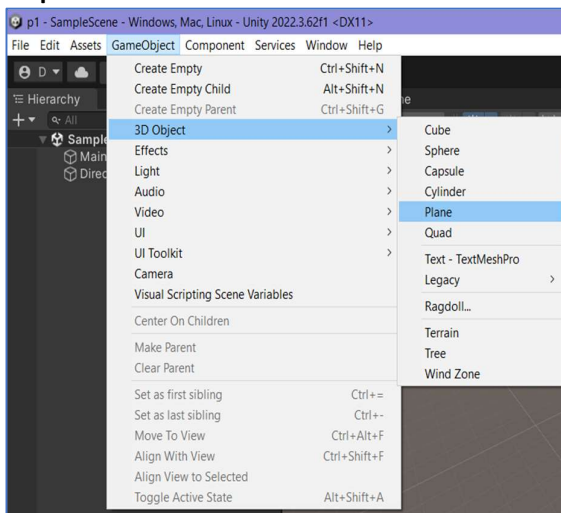 p1 - SampleScene - Windows, Mac, Linux - Unity 2022.3.62f1 <DX11>
File Edit Assets GameObject Component Services Window Help
D
Hierarchy
All
Sample
Main
Direc
Create Empty Ctrl+Shift+N
Create Empty Child Alt+Shift+N
Create Empty Parent Ctrl+Shift+G
3D Object
Effects
Light
Audio
Video
UI
UI Toolkit
Camera
Visual Scripting Scene Variables
Center On Children
Make Parent
Clear Parent
Set as first sibling Ctrl+=
Set as last sibling Ctrl+-
Move To View Ctrl+Alt+F
Align With View Ctrl+Shift+F
Align View to Selected
Toggle Active State Alt+Shift+A
Cube
Sphere
Capsule
Cylinder
Plane
Quad
Text - TextMeshPro
Legacy
Ragdoll...
Terrain
Tree
Wind Zone